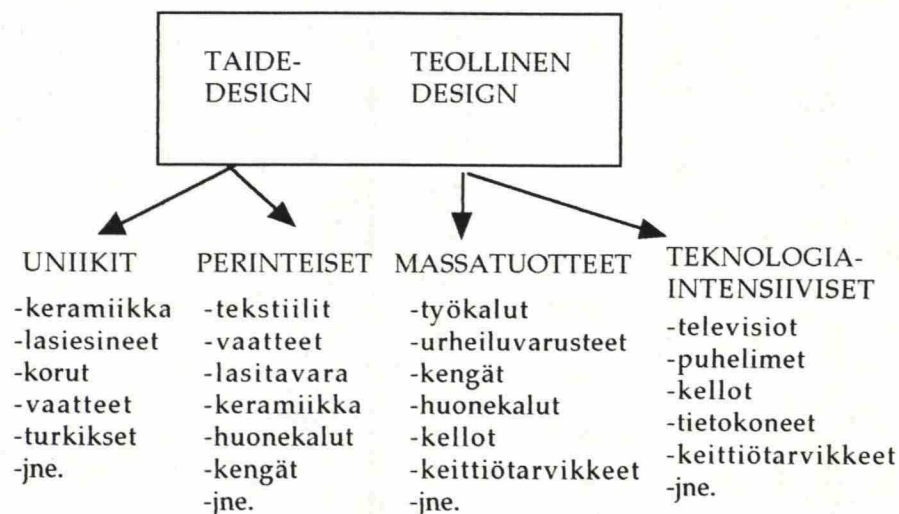 TAIDE-
DESIGN
TEOLLINEN
DESIGN
UNIIKIT
-keramiikka
-lasiesineet
-korut
-vaatteet
-turkikset
-jne.
PERINTEISET
-tekstiilit
-vaatteet
-lasitavara
-keramiikka
-huonekalut
-kengät
-jne.
MASSATUOTTEET
-työkalut
-urheiluvarusteet
-kengät
-huonekalut
-kellot
-keittiötarvikkeet
-jne.
TEKNOLOGIA-
INTENSIIVISET
-televisiot
-puhelimet
-kellot
-tietokoneet
-keittiötarvikkeet
-jne.